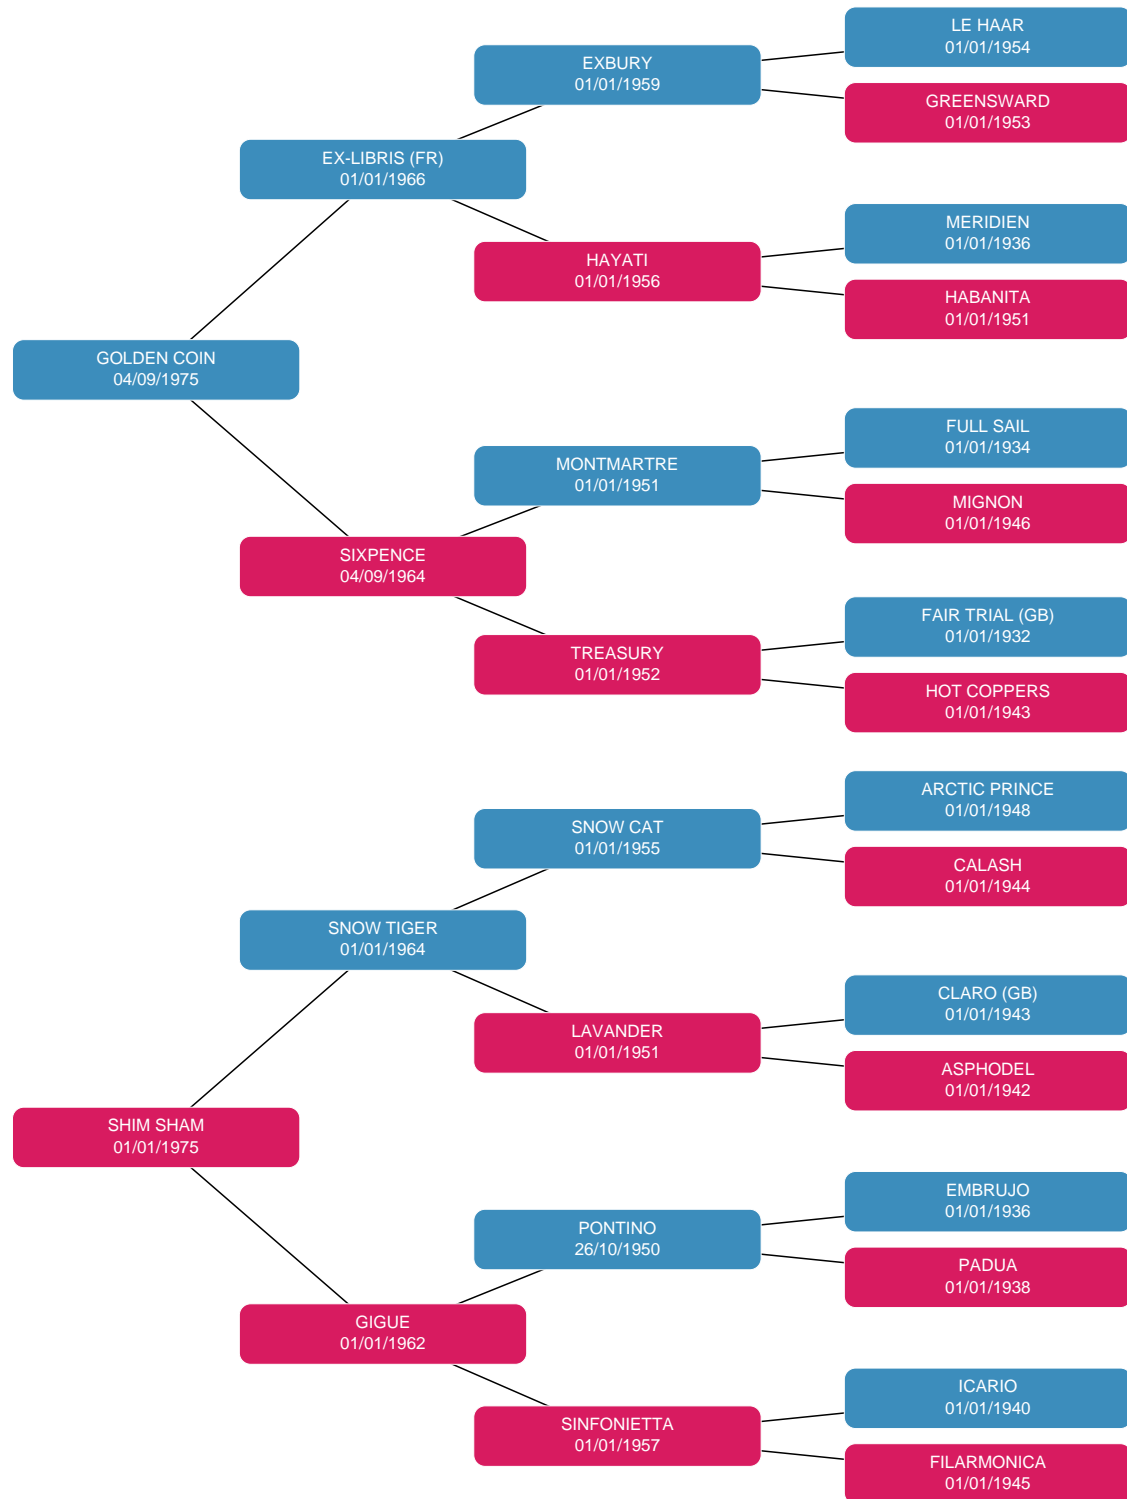 LE HAAR
01/01/1954
EXBURY
01/01/1959
GREENSWARD
01/01/1953
EX-LIBRIS (FR)
01/01/1966
MERIDIEN
01/01/1936
HAYATI
01/01/1956
HABANITA
01/01/1951
GOLDEN COIN
04/09/1975
FULL SAIL
01/01/1934
MONTMARTRE
01/01/1951
MIGNON
01/01/1946
SIXPENCE
04/09/1964
FAIR TRIAL (GB)
01/01/1932
TREASURY
01/01/1952
HOT COPPERS
01/01/1943
ARCTIC PRINCE
01/01/1948
SNOW CAT
01/01/1955
CALASH
01/01/1944
SNOW TIGER
01/01/1964
CLARO (GB)
01/01/1943
LAVANDER
01/01/1951
ASPHODEL
01/01/1942
SHIM SHAM
01/01/1975
EMBRUJO
01/01/1936
PONTINO
26/10/1950
PADUA
01/01/1938
GIGUE
01/01/1962
ICARIO
01/01/1940
SINFONIETTA
01/01/1957
FILARMONICA
01/01/1945